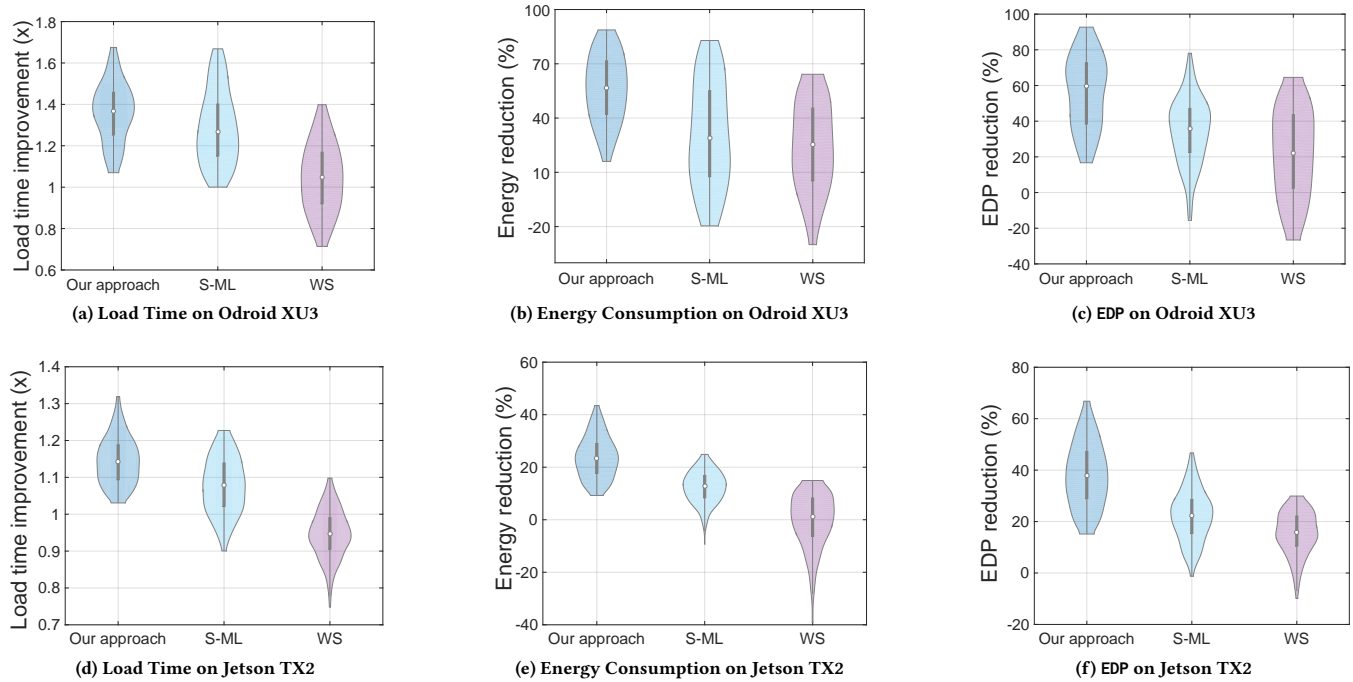 Load time improvement (x)
1.8
1.6
1.4
1.2
1
0.8
0.6
Our approach S-ML WS
(a) Load Time on Odroid XU3
Energy reduction (%)
100
70
40
10
-20
Our approach S-ML WS
(b) Energy Consumption on Odroid XU3
EDP reduction (%)
100
80
60
40
20
0
-20
-40
Our approach S-ML WS
(c) EDP on Odroid XU3
Load time improvement (x)
1.4
1.3
1.2
1.1
1
0.9
0.8
0.7
Our approach S-ML WS
(d) Load Time on Jetson TX2
Energy reduction (%)
60
40
20
0
-20
-40
Our approach S-ML WS
(e) Energy Consumption on Jetson TX2
EDP reduction (%)
80
60
40
20
0
-20
Our approach S-ML WS
(f) EDP on Jetson TX2